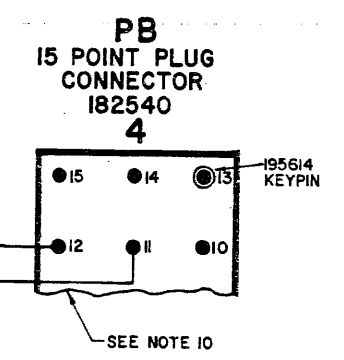 PB
15 POINT PLUG
CONNECTOR
182540
4
15 14 13 195614
KEYPIN
12 11 10
SEE NOTE 10